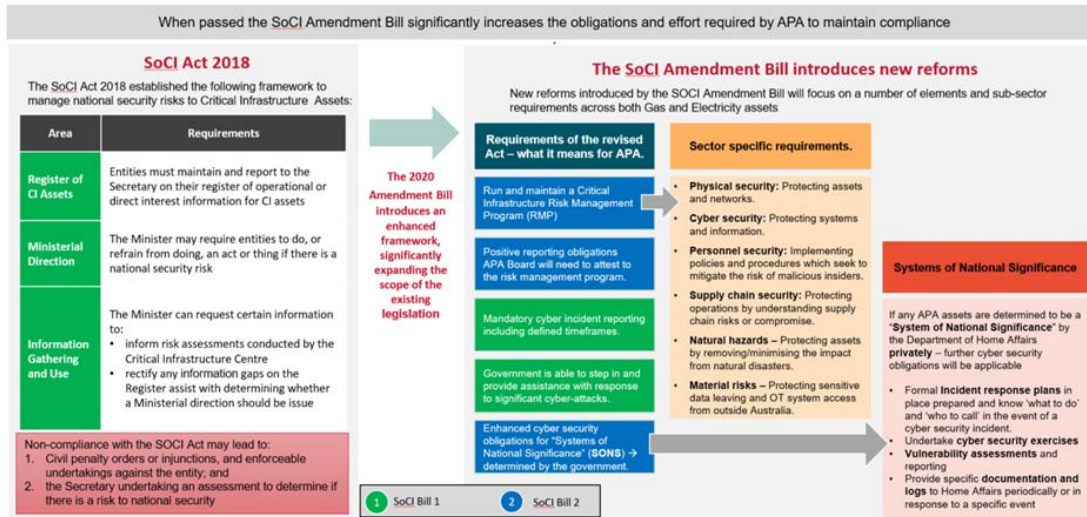 When passed the SoCI Amendment Bill significantly increases the obligations and effort required by APA to maintain compliance
SoCI Act 2018
The SoCI Act 2018 established the following framework to
manage national security risks to Critical Infrastructure Assets:
Area
Requirements
Register of
CI Assets
Entities must maintain and report to the
Secretary on their register of operational or
direct interest information for CI assets
Ministerial
Direction
The Minister may require entities to do, or
refrain from doing, an act or thing if there is a
national security risk
Information
Gathering
and Use
The Minister can request certain information
to:
• inform risk assessments conducted by the
Critical Infrastructure Centre
• rectify any information gaps on the
Register assist with determining whether
a Ministerial direction should be issue
Non-compliance with the SOCI Act may lead to:
1. Civil penalty orders or injunctions, and enforceable
undertakings against the entity; and
2. the Secretary undertaking an assessment to determine if
there is a risk to national security
The 2020
Amendment Bill
introduces an
enhanced
framework,
significantly
expanding the
scope of the
existing
legislation
The SoCI Amendment Bill introduces new reforms
New reforms introduced by the SOCI Amendment Bill will focus on a number of elements and sub-sector
requirements across both Gas and Electricity assets
Requirements of the revised
Act – what it means for APA.
Run and maintain a Critical
Infrastructure Risk Management
Program (RMP)
Positive reporting obligations
APA Board will need to attest to
the risk management program.
Mandatory cyber incident reporting
including defined timeframes.
Government is able to step in and
provide assistance with response
to significant cyber-attacks.
Enhanced cyber security
obligations for "Systems of
National Significance" (SONS) →
determined by the government.
Sector specific requirements.
• Physical security: Protecting assets
and networks.
• Cyber security: Protecting systems
and information.
• Personnel security: Implementing
policies and procedures which seek to
mitigate the risk of malicious insiders.
• Supply chain security: Protecting
operations by understanding supply
chain risks or compromise.
• Natural hazards – Protecting assets
by removing/minimising the impact
from natural disasters.
• Material risks – Protecting sensitive
data leaving and OT system access
from outside Australia.
Systems of National Significance
If any APA assets are determined to be a
"System of National Significance" by
the Department of Home Affairs
privately – further cyber security
obligations will be applicable
• Formal Incident response plans in
place prepared and know 'what to do'
and 'who to call' in the event of a
cyber security incident.
• Undertake cyber security exercises
• Vulnerability assessments and
reporting
• Provide specific documentation and
logs to Home Affairs periodically or in
response to a specific event
1 SoCI Bill 1
2 SoCI Bill 2